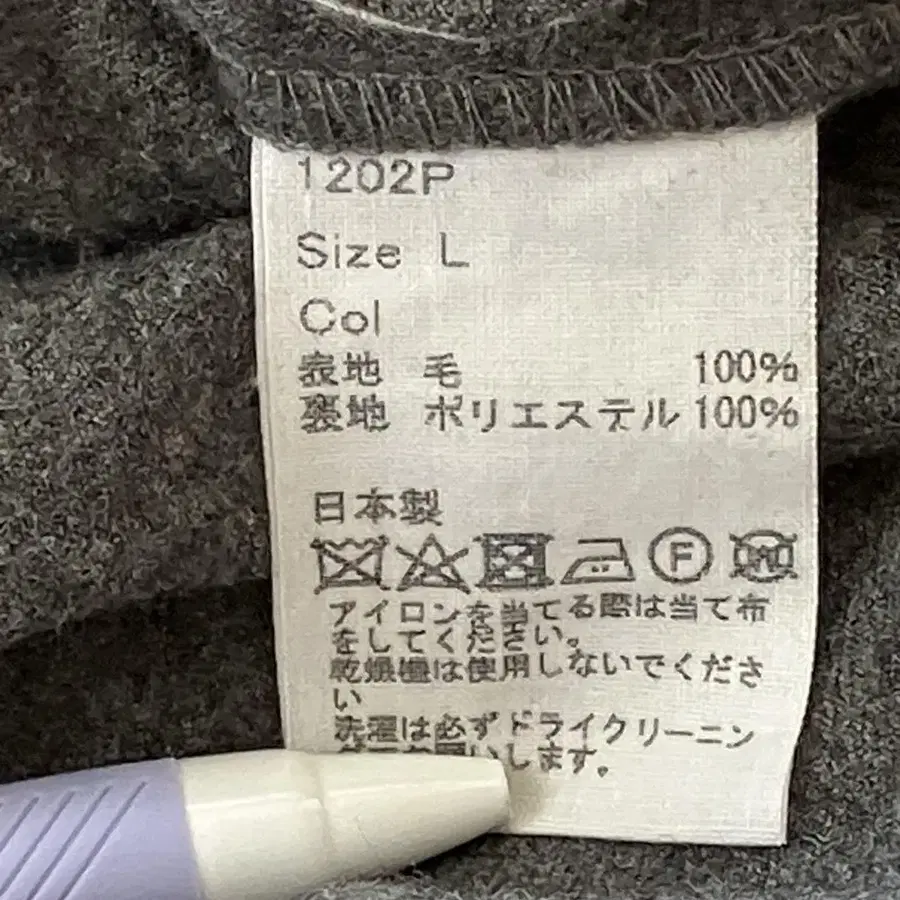 1202P
Size L
Col
表地 毛 100%
裏地 ポリエステル 100%
日本製
F
W
アイロンを当てる際は当て布
をしてください。
乾燥機は使用しないでくださ
い
洗濯は必ずドライクリーニン
いします。